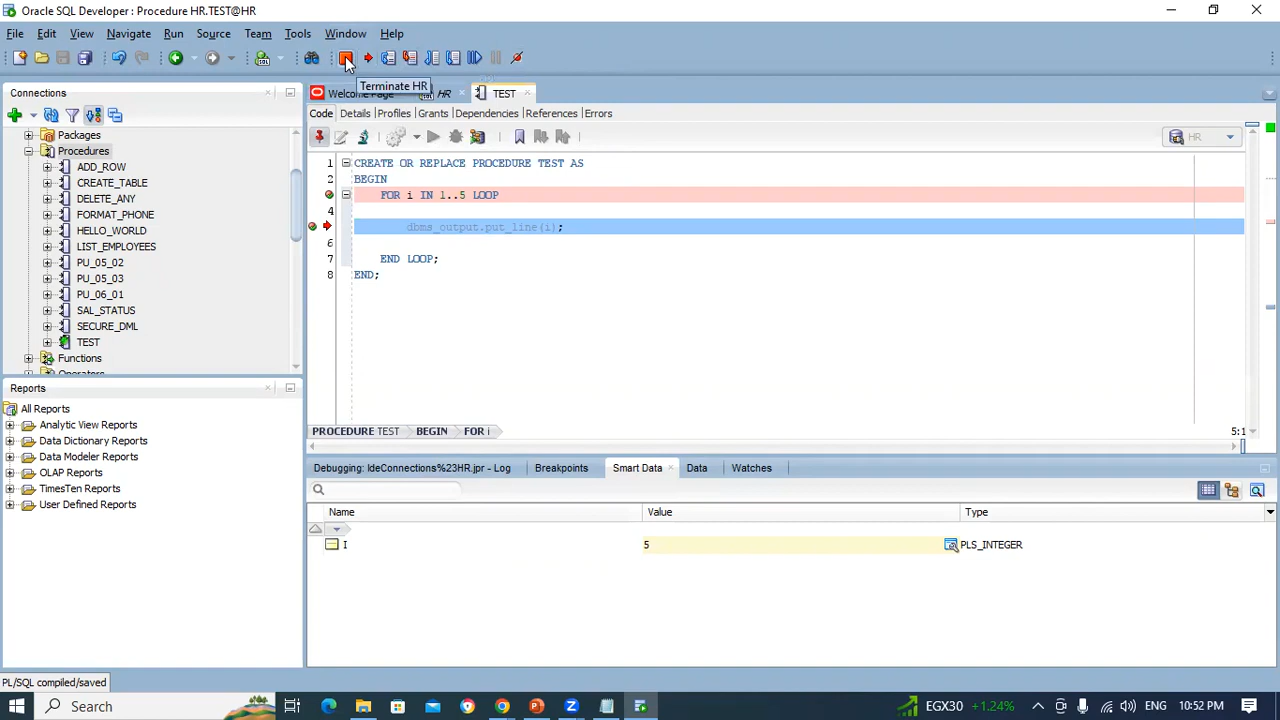 Oracle SQL Developer: Procedure HR.TEST@HR
File Edit View Navigate Run Source Team Tools Window Help
Terminate HR
Connections
Welcome Page HR TEST
Code Details Profiles Grants Dependencies References Errors
HR
Packages
Procedures
ADD_ROW
CREATE_TABLE
DELETE_ANY
FORMAT_PHONE
HELLO_WORLD
LIST_EMPLOYEES
PU_05_02
PU_05_03
PU_06_01
SAL_STATUS
SECURE_DML
TEST
Functions
Operators
1 CREATE OR REPLACE PROCEDURE TEST AS
2 BEGIN
FOR i IN 1..5 LOOP
4
dbms_output.put_line(i);
6
7 END LOOP;
8 END;
PROCEDURE TEST BEGIN FOR i
5:1
Reports
All Reports
Analytic View Reports
Data Dictionary Reports
Data Modeler Reports
OLAP Reports
TimesTen Reports
User Defined Reports
Debugging: IdeConnections%23HR.jpr - Log Breakpoints Smart Data Data Watches
Name Value Type
I 5 PLS_INTEGER
PL/SQL compiled/saved
Search
EGX30 +1.24% ENG 10:52 PM